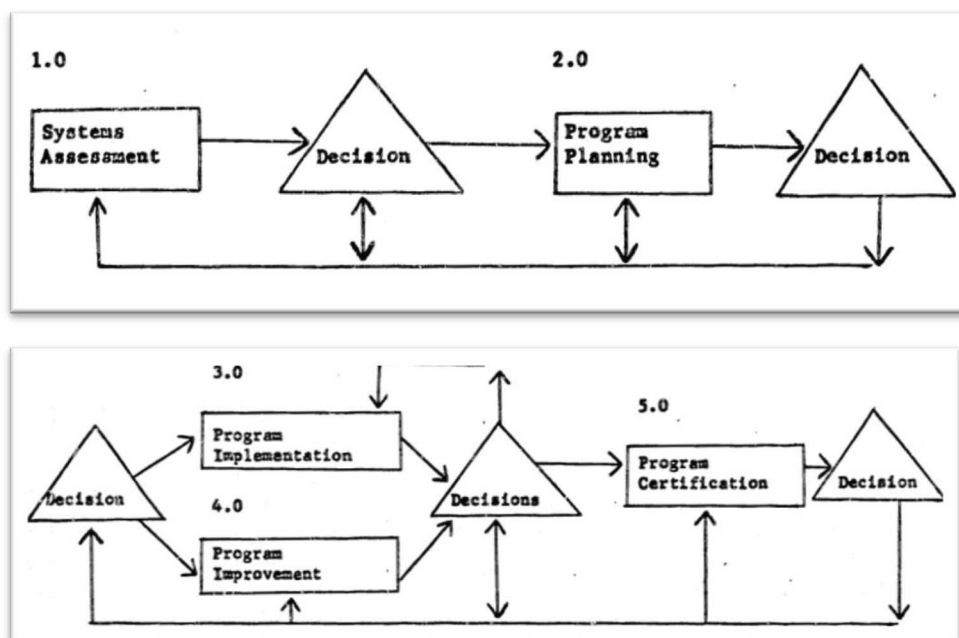 1.0
2.0
Systems
Assessment
Decision
Program
Planning
Decision
3.0
5.0
Program
Implementation
Decision
4.0
Decisions
Program
Certification
Decision
Program
Improvement